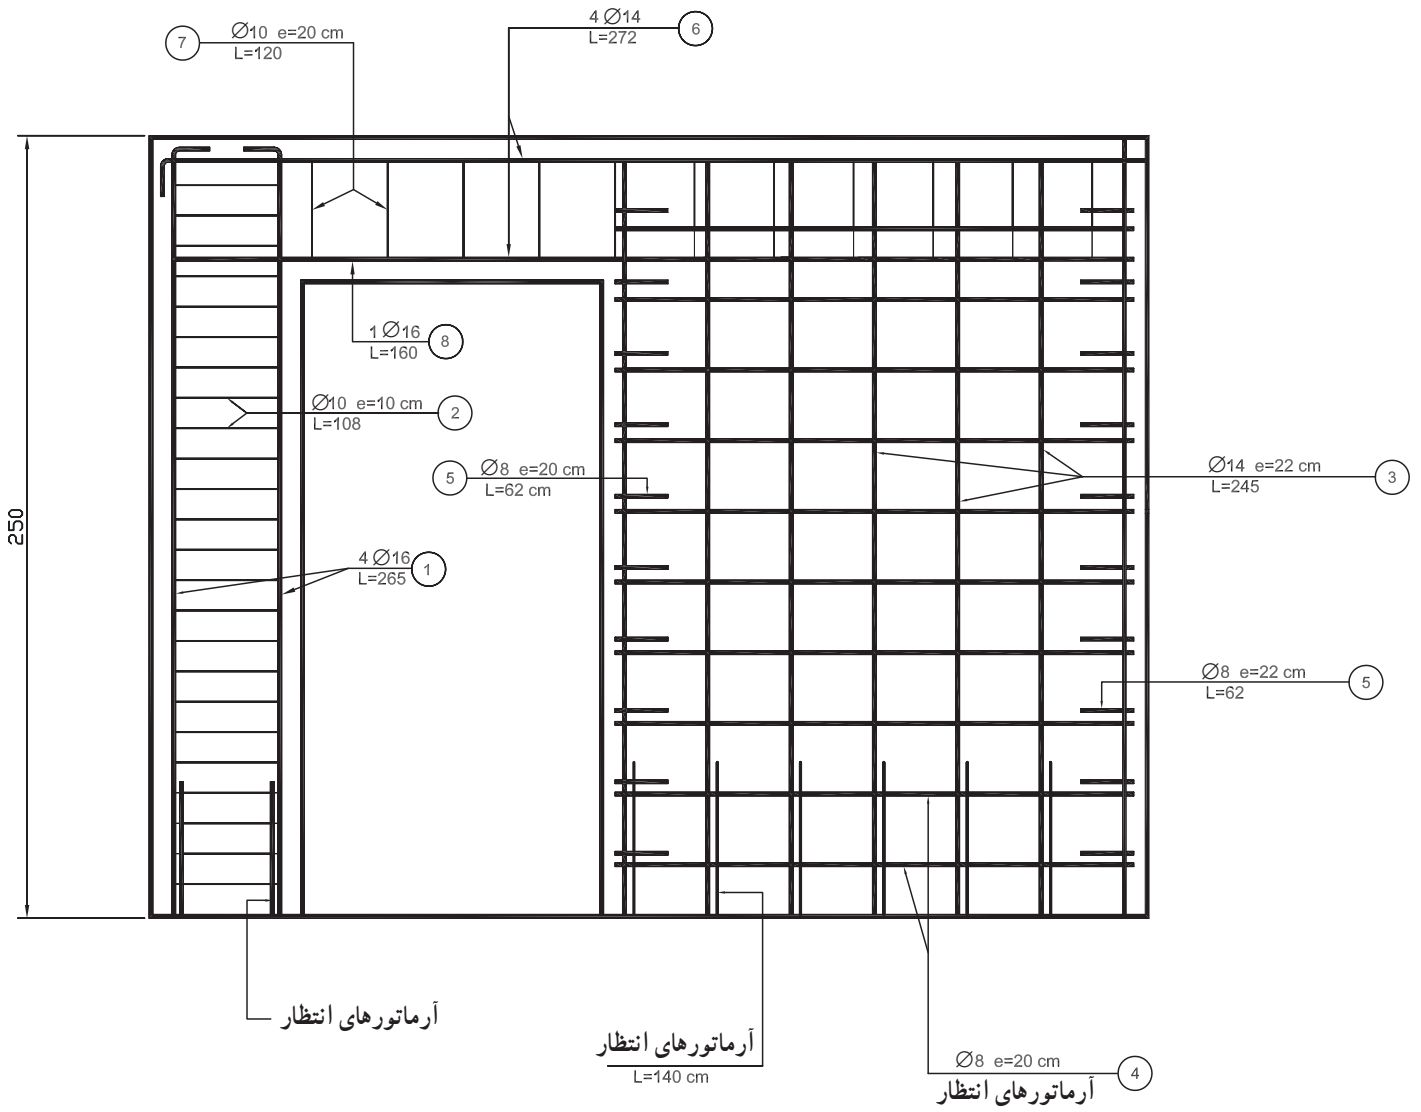 4 Ø14
L=272
6
7
Ø10 e=20 cm
L=120
1 Ø16
L=160
8
Ø10 e=10 cm
L=108
2
5
Ø8 e=20 cm
L=62 cm
Ø14 e=22 cm
L=245
3
250
4 Ø16
L=265
1
Ø8 e=22 cm
L=62
5
آرماتورهای انتظار
آرماتورهای انتظار
L=140 cm
Ø8 e=20 cm
4
آرماتورهای انتظار